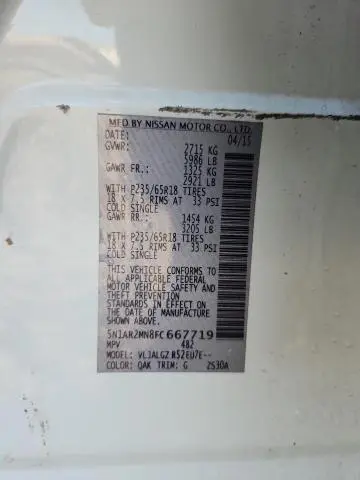 MFD BY NISSAN MOTOR CO., LTD.
DATE: 04/15
GVWR: 2715 KG
5986 LB
GAWR FR.: 1325 KG
2921 LB
WITH P235/65R18 TIRES
18 X 7.5 RIMS AT 33 PSI
COLD SINGLE
GAWR RR.: 1454 KG
3205 LB
WITH P235/65R18 TIRES
18 X 7.5 RIMS AT 33 PSI
COLD SINGLE
THIS VEHICLE CONFORMS TO
ALL APPLICABLE FEDERAL
MOTOR VEHICLE SAFETY AND
THEFT PREVENTION
STANDARDS IN EFFECT ON
THE DATE OF MANUFACTURE
SHOWN ABOVE.
5N1AR2MN8FC667719
MPV 482
MODEL: VLJALGZ R52EU7E--
COLOR: QAK TRIM: G 2S30A